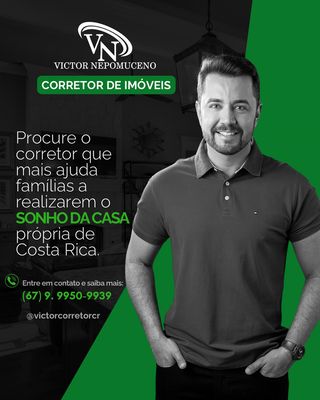 VN
VICTOR NEPOMUCENO
CORRETOR DE IMÓVEIS
Procure o
corretor que
mais ajuda
famílias a
realizarem o
SONHO DA CASA
própria de
Costa Rica.
Entre em contato e saiba mais:
(67) 9. 9950-9939
@victorcorretorcr